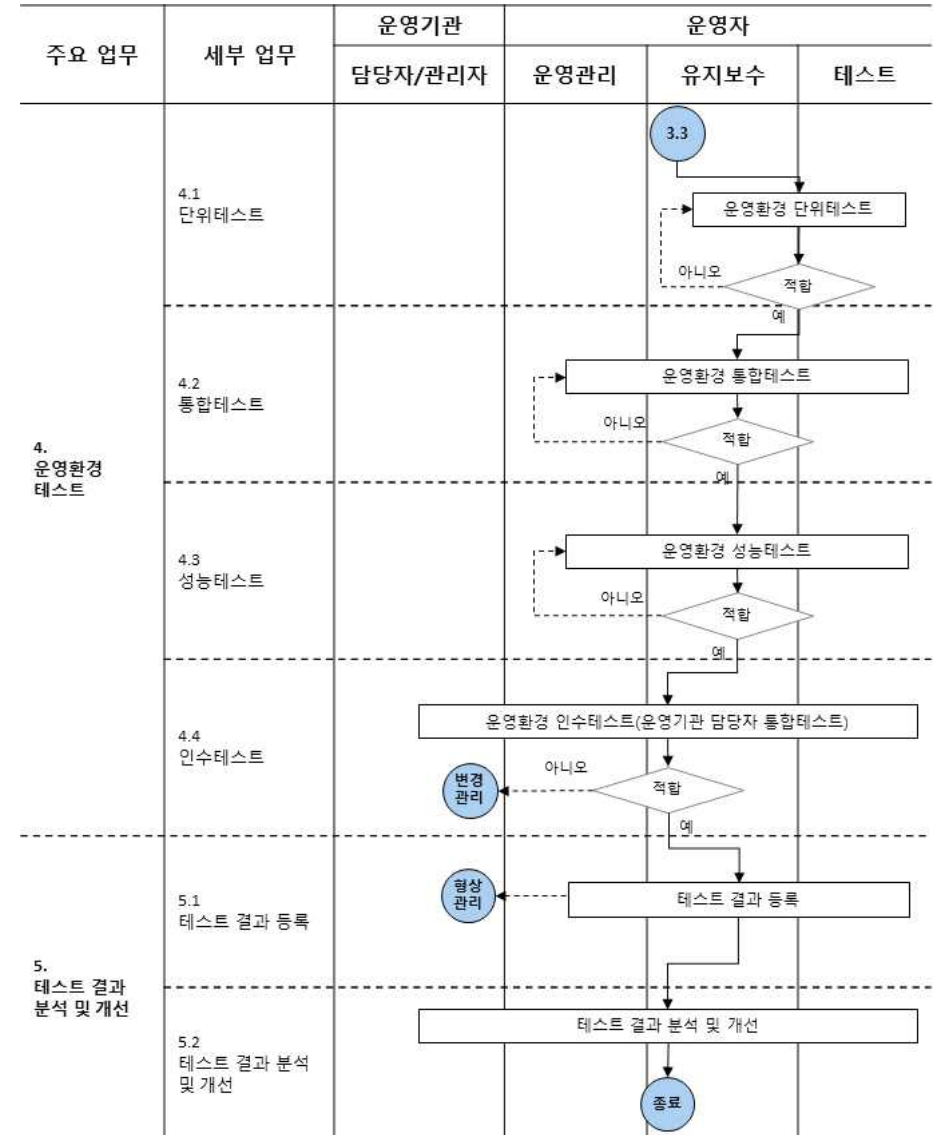 주요 업무
세부 업무
운영기관
운영자
담당자/관리자
운영관리
유지보수
테스트
3.3
4.1
단위테스트
운영환경 단위테스트
아니오
적합
예
4.
운영환경
테스트
4.2
통합테스트
운영환경 통합테스트
아니오
적합
예
4.3
성능테스트
운영환경 성능테스트
아니오
적합
예
4.4
인수테스트
운영환경 인수테스트(운영기관 담당자 통합테스트)
아니오
변경
관리
적합
예
5.
테스트 결과
분석 및 개선
5.1
테스트 결과 등록
형상
관리
테스트 결과 등록
5.2
테스트 결과 분석
및 개선
테스트 결과 분석 및 개선
종료